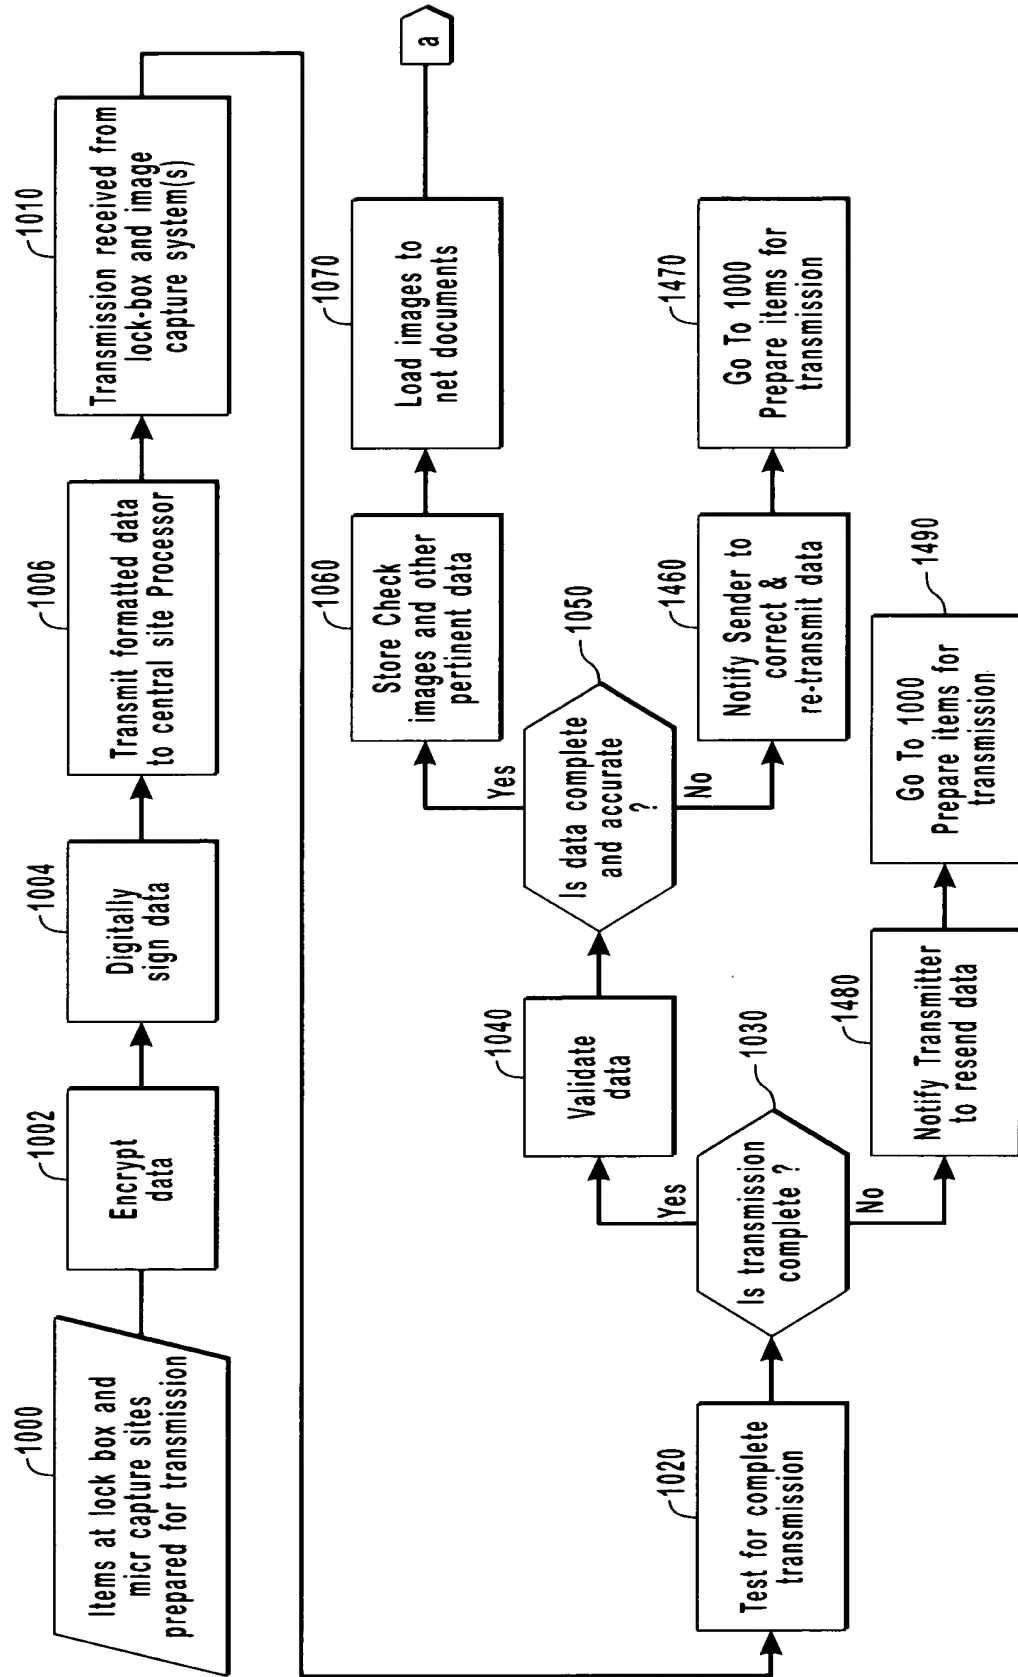 1000
Items at lock box and
micr capture sites
prepared for transmission
1002
Encrypt
data
1004
Digitally
sign data
1006
Transmit formatted data
to central site Processor
1010
Transmission received from
lock-box and image
capture system(s)
1020
Test for complete
transmission
1030
Is transmission
complete ?
Yes
No
1040
Validate
data
1050
Is data complete
and accurate
?
Yes
No
1060
Store Check
images and other
pertinent data
1070
Load images to
net documents
a
1460
Notify Sender to
correct &
re-transmit data
1470
Go To 1000
Prepare items for
transmission
1480
Notify Transmitter
to resend data
1490
Go To 1000
Prepare items for
transmission